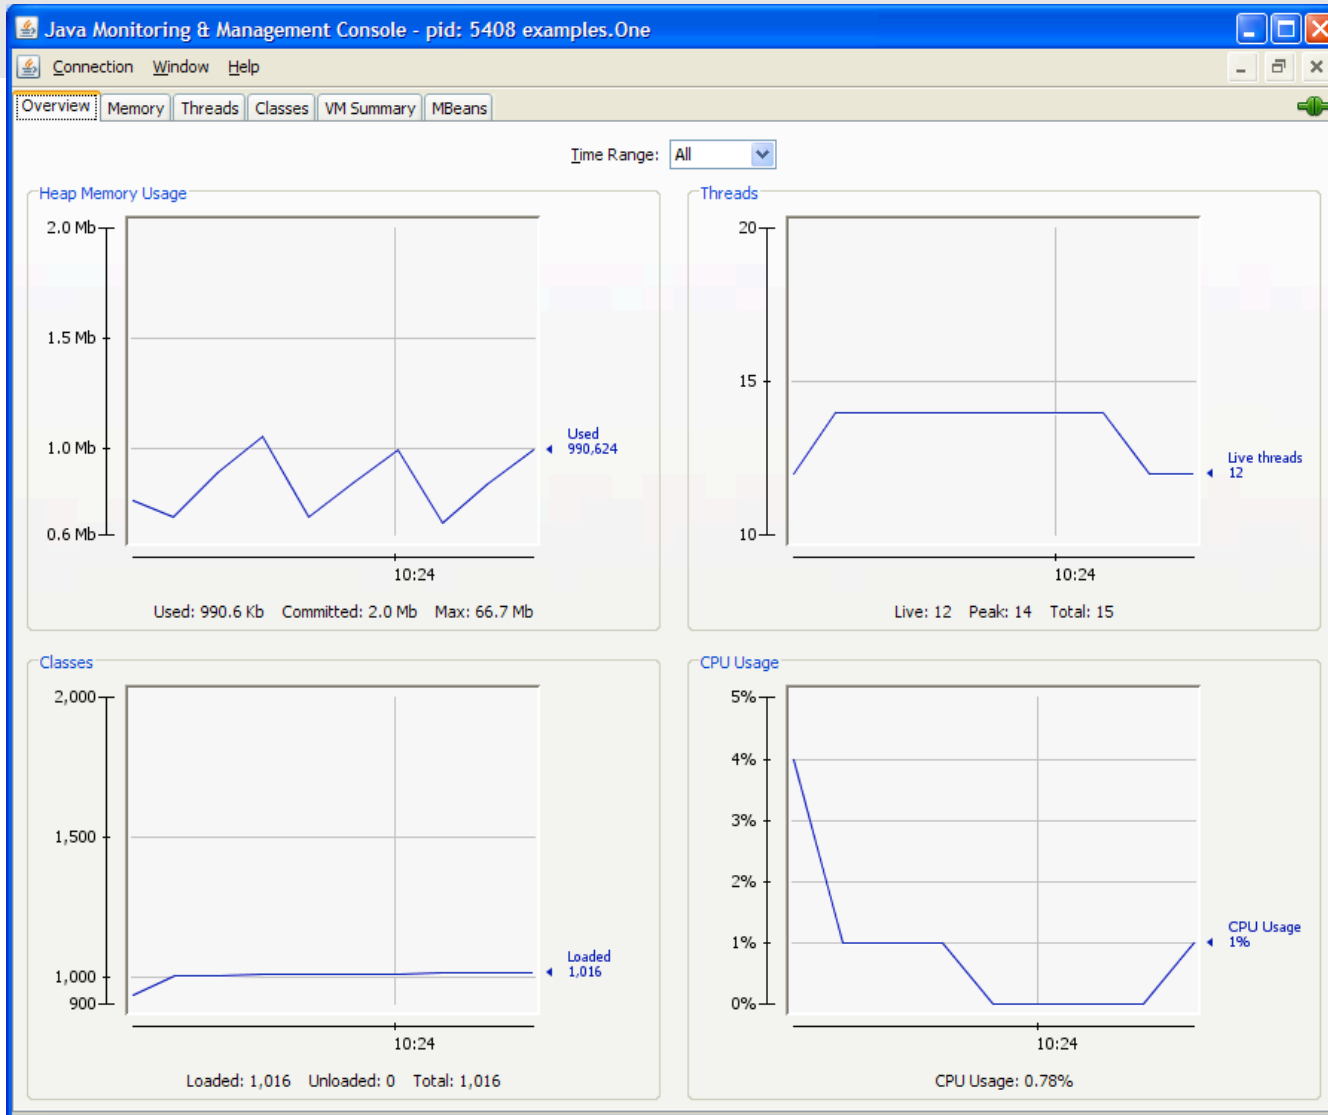 Java Monitoring & Management Console - pid: 5408 examples.One
Connection Window Help
Overview Memory Threads Classes VM Summary MBeans
Time Range: All
Heap Memory Usage
2.0 Mb
1.5 Mb
1.0 Mb
0.6 Mb
Used
990,624
10:24
Used: 990.6 Kb Committed: 2.0 Mb Max: 66.7 Mb
Threads
20
15
10
Live threads
12
10:24
Live: 12 Peak: 14 Total: 15
Classes
2,000
1,500
1,000
900
Loaded
1,016
10:24
Loaded: 1,016 Unloaded: 0 Total: 1,016
CPU Usage
5%
4%
3%
2%
1%
0%
CPU Usage
1%
10:24
CPU Usage: 0.78%